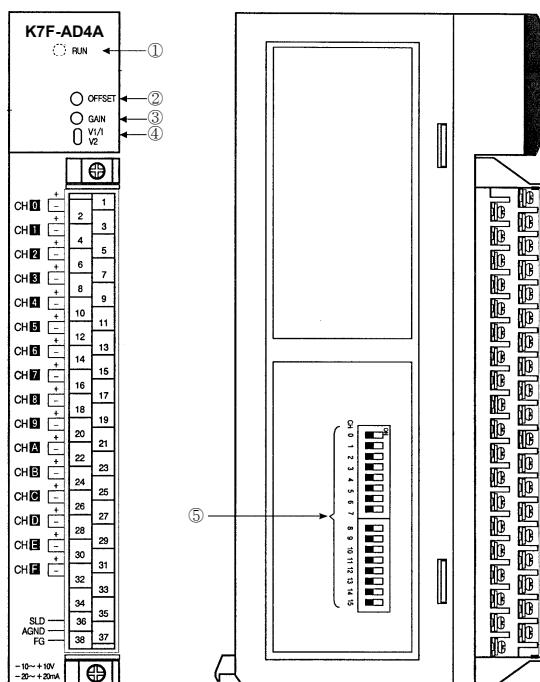 K7F-AD4A
RUN ①
OFFSET ②
GAIN ③
V1/I ④
V2
CH 0 + −
CH 1 + −
CH 2 + −
CH 3 + −
CH 4 + −
CH 5 + −
CH 6 + −
CH 7 + −
CH 8 + −
CH 9 + −
CH A + −
CH B + −
CH C + −
CH D + −
CH E + −
CH F + −
SLD
AGND
FG
1
2
3
4
5
6
7
8
9
10
11
12
13
14
15
16
17
18
19
20
21
22
23
24
25
26
27
28
29
30
31
32
33
34
35
36
37
38
−10~+10V
−20~+20mA
⑤
CH 0 1 2 3 4 5 6 7 8 9 10 11 12 13 14 15